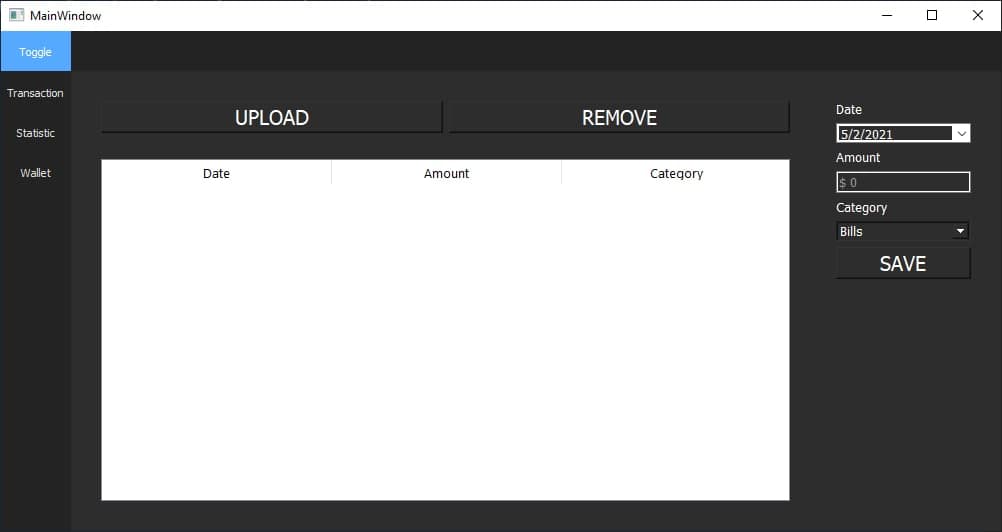 MainWindow
Toggle
Transaction
Statistic
Wallet
UPLOAD REMOVE
Date Amount Category
Date
5/2/2021
Amount
$ 0
Category
Bills
SAVE